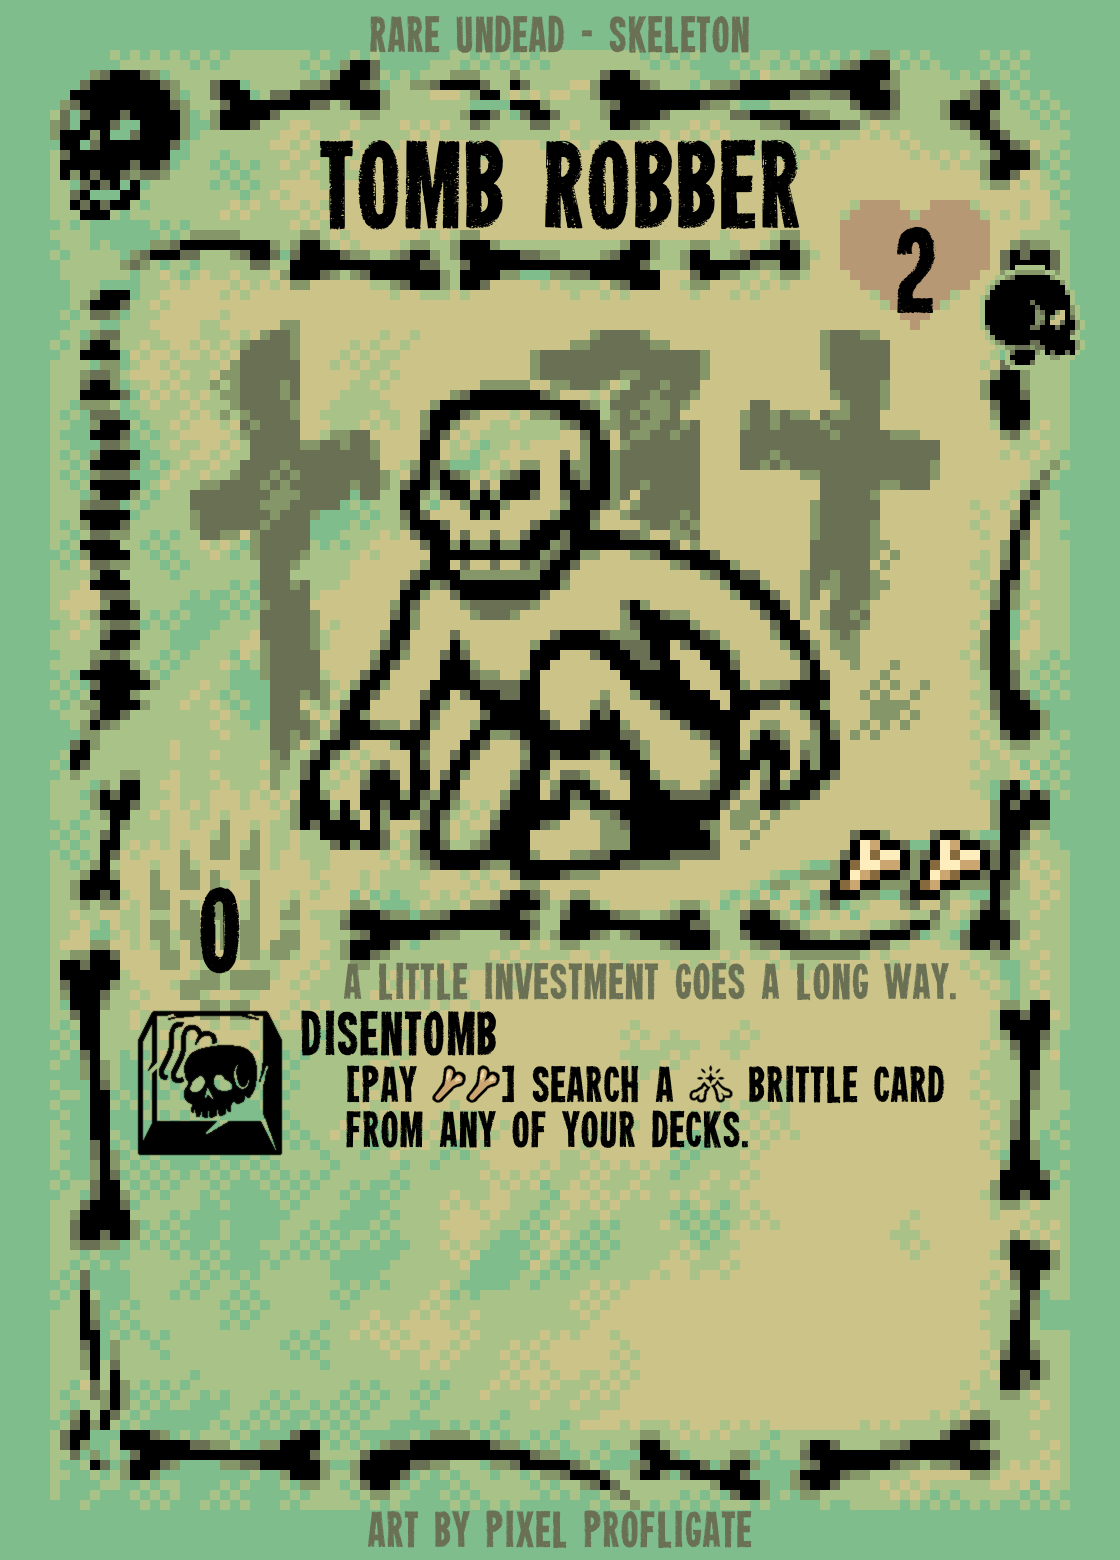 RARE UNDEAD - SKELETON
TOMB ROBBER
2
0
A LITTLE INVESTMENT GOES A LONG WAY.
DISENTOMB
[PAY ] SEARCH A BRITTLE CARD
FROM ANY OF YOUR DECKS.
ART BY PIXEL PROFLIGATE